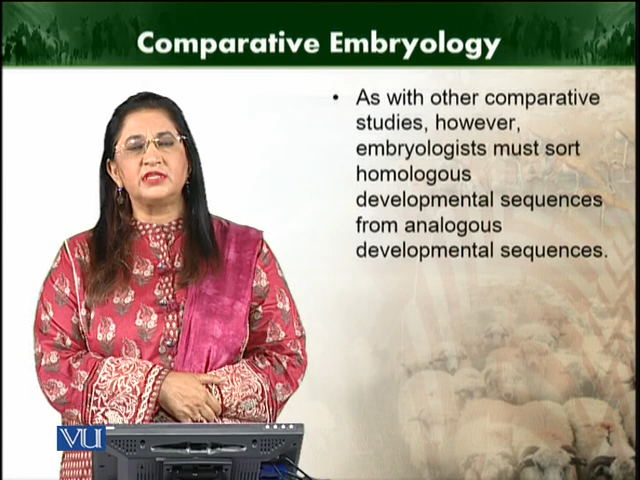 Comparative Embryology
• As with other comparative
studies, however,
embryologists must sort
homologous
developmental sequences
from analogous
developmental sequences.
VU